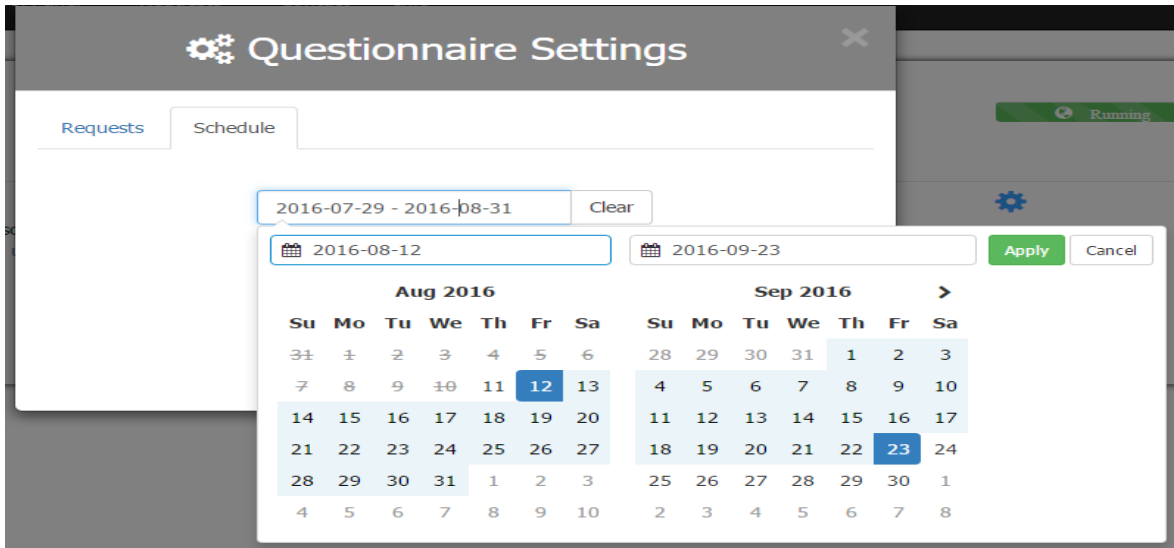 Questionnaire Settings ×
Running
Requests Schedule
2016-07-29 - 2016-08-31 Clear
2016-08-12 2016-09-23 Apply Cancel
Aug 2016 Sep 2016 >
Su Mo Tu We Th Fr Sa Su Mo Tu We Th Fr Sa
31 1 2 3 4 5 6 28 29 30 31 1 2 3
7 8 9 10 11 12 13 4 5 6 7 8 9 10
14 15 16 17 18 19 20 11 12 13 14 15 16 17
21 22 23 24 25 26 27 18 19 20 21 22 23 24
28 29 30 31 1 2 3 25 26 27 28 29 30 1
4 5 6 7 8 9 10 2 3 4 5 6 7 8